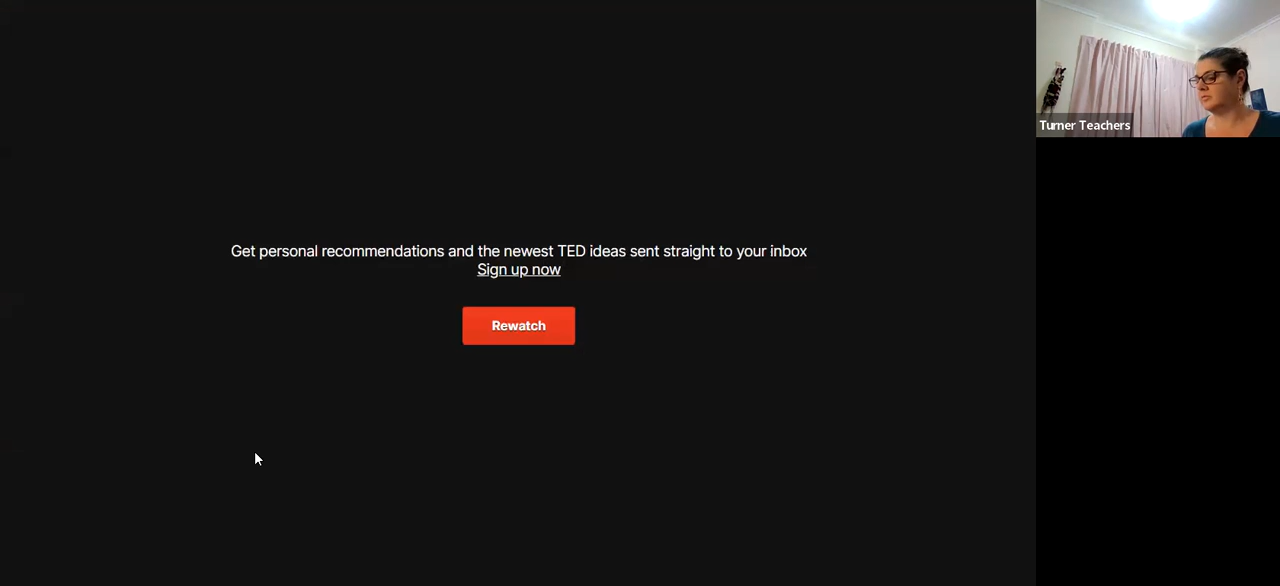 Get personal recommendations and the newest TED ideas sent straight to your inbox
Sign up now
Rewatch
Turner Teachers